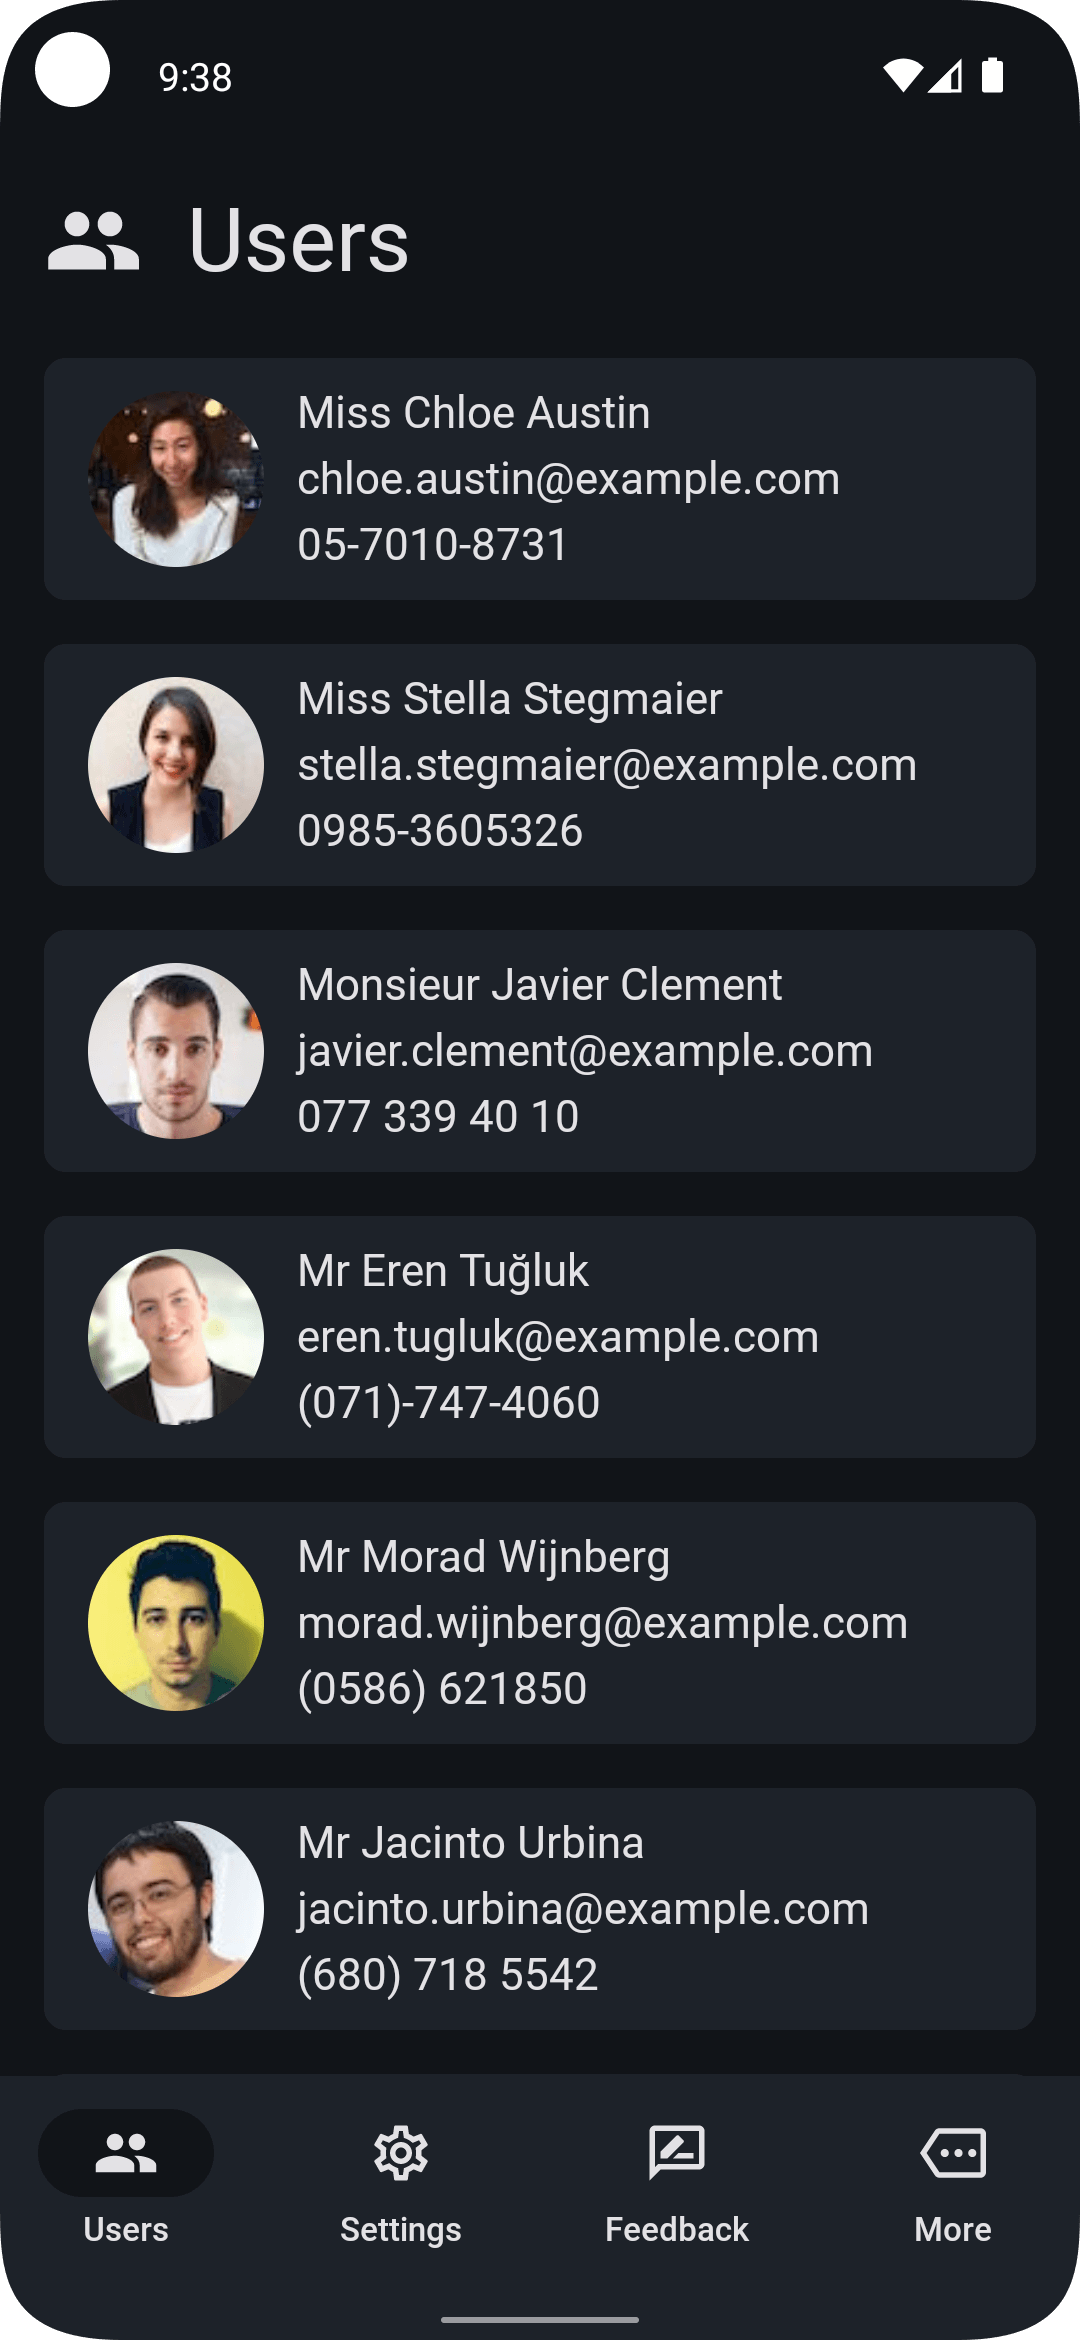 9:38
Users
Miss Chloe Austin
chloe.austin@example.com
05-7010-8731
Miss Stella Stegmaier
stella.stegmaier@example.com
0985-3605326
Monsieur Javier Clement
javier.clement@example.com
077 339 40 10
Mr Eren Tuğluk
eren.tugluk@example.com
(071)-747-4060
Mr Morad Wijnberg
morad.wijnberg@example.com
(0586) 621850
Mr Jacinto Urbina
jacinto.urbina@example.com
(680) 718 5542
Users
Settings
Feedback
More